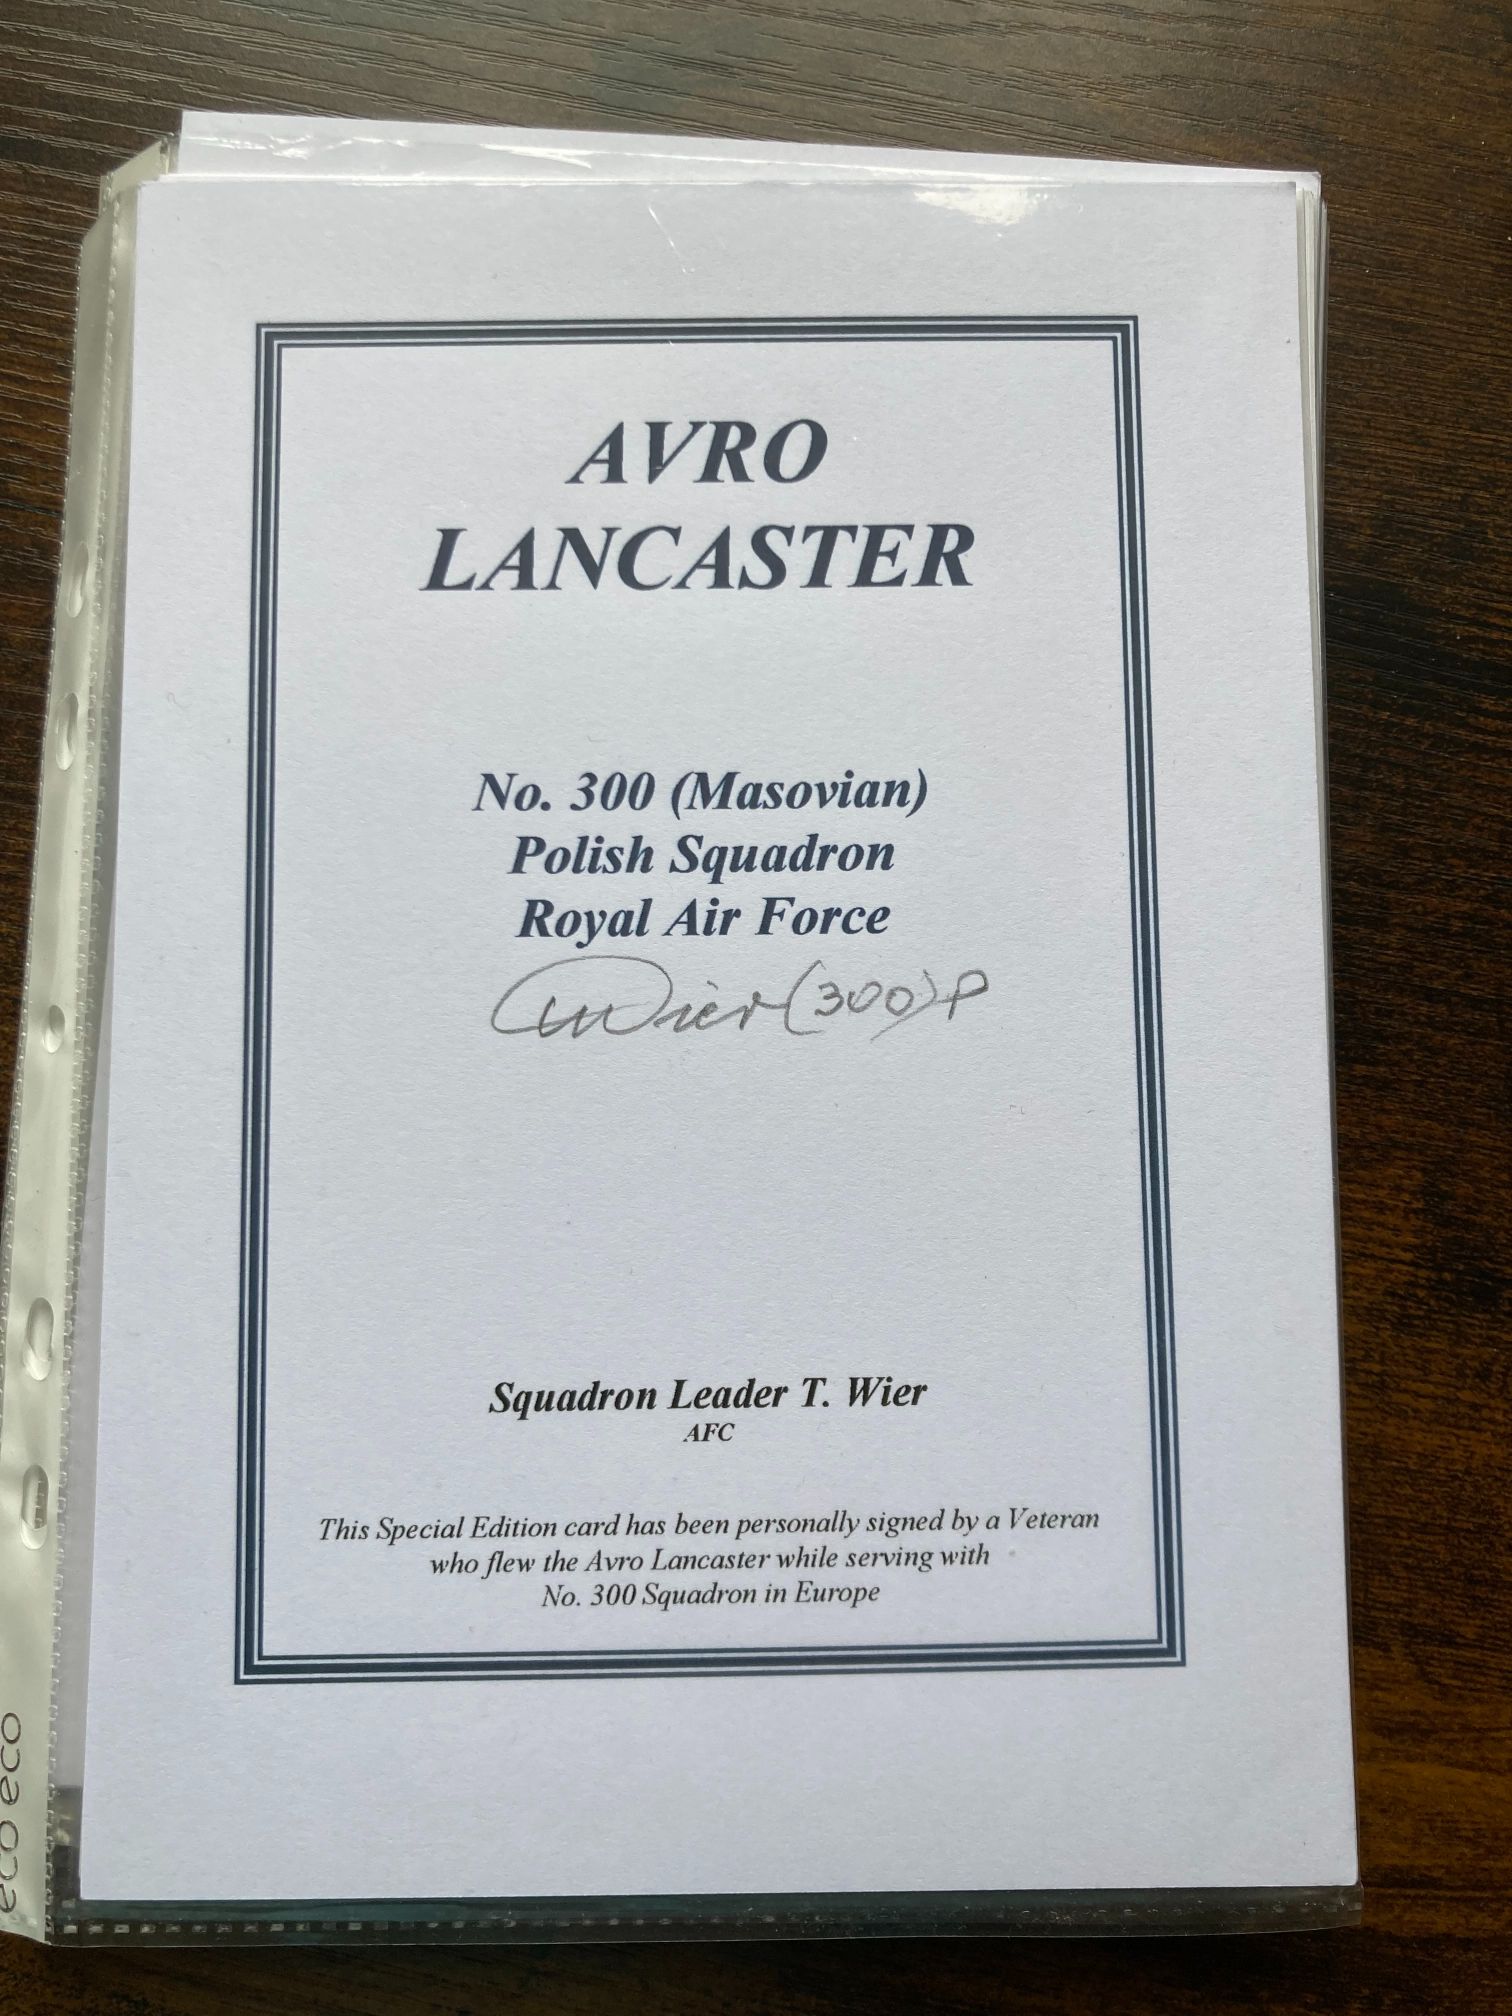 AVRO
LANCASTER
No. 300 (Masovian)
Polish Squadron
Royal Air Force
Wier (300) P
Squadron Leader T. Wier
AFC
This Special Edition card has been personally signed by a Veteran
who flew the Avro Lancaster while serving with
No. 300 Squadron in Europe
eco eco